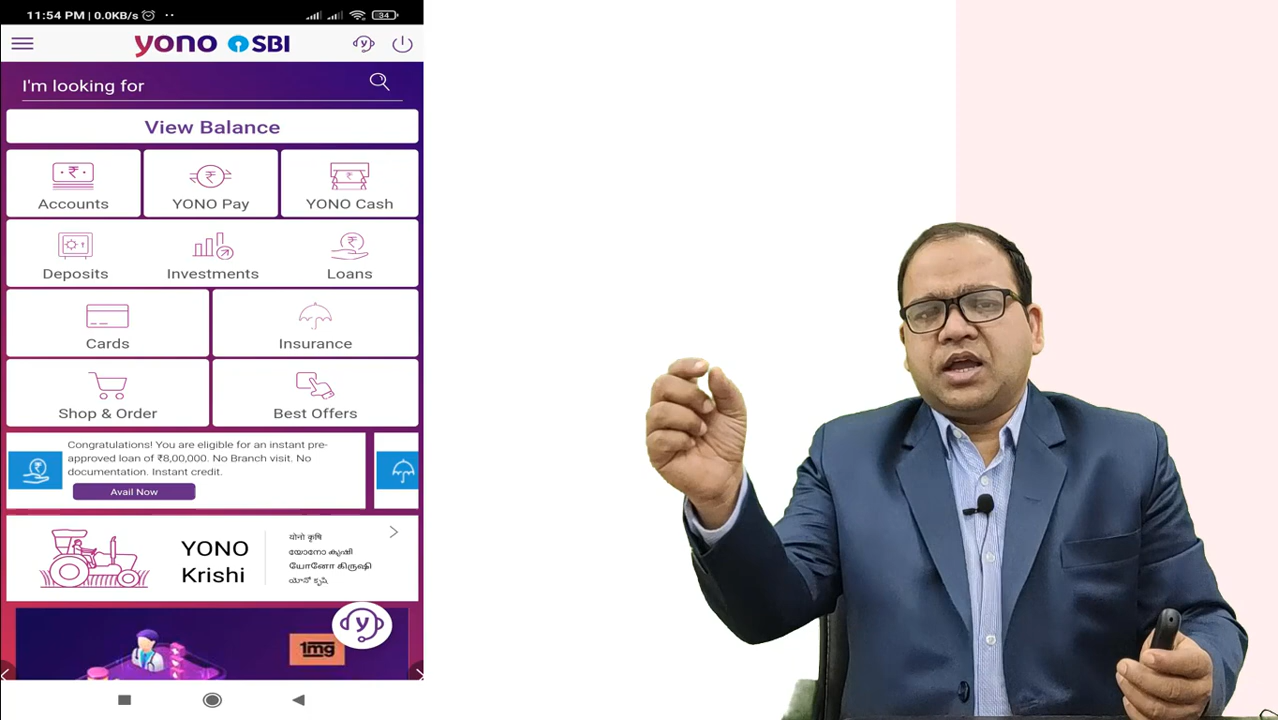 11:54 PM | 0.0KB/s
34
yono SBI
I'm looking for
View Balance
Accounts
YONO Pay
YONO Cash
Deposits
Investments
Loans
Cards
Insurance
Shop & Order
Best Offers
Congratulations! You are eligible for an instant pre-
approved loan of ₹8,00,000. No Branch visit. No
documentation. Instant credit.
Avail Now
YONO
Krishi
योनो कृषि
യോനോ കൃഷി
யோனோ கிருஷி
యోనో కృషి
y
1mg